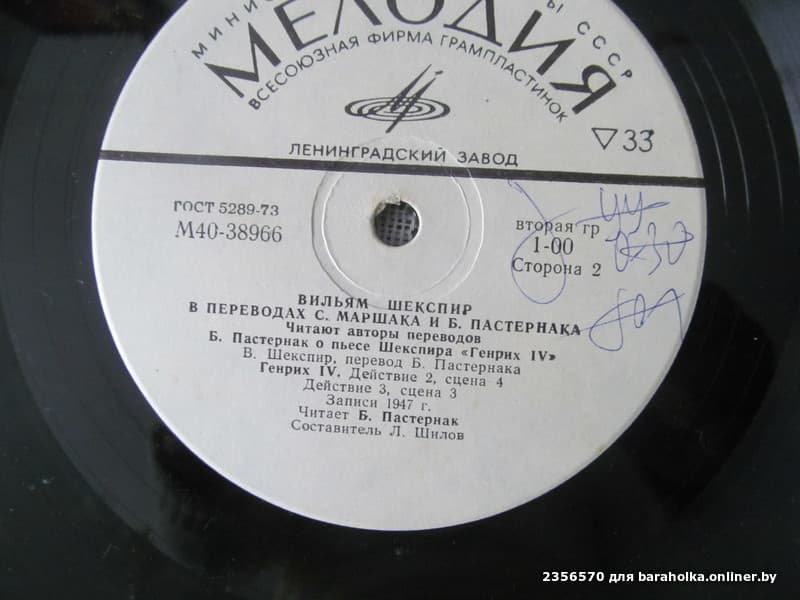 СССР
МЕЛОДИЯ
ВСЕСОЮЗНАЯ ФИРМА ГРАМПЛАСТИНОК
ЛЕНИНГРАДСКИЙ ЗАВОД
▽33
ГОСТ 5289-73
М40-38966
вторая гр
1-00
Сторона 2
ВИЛЬЯМ ШЕКСПИР
В ПЕРЕВОДАХ С. МАРШАКА И Б. ПАСТЕРНАКА
Читают авторы переводов
Б. Пастернак о пьесе Шекспира «Генрих IV»
В. Шекспир, перевод Б. Пастернака
Генрих IV. Действие 2, сцена 4
Действие 3, сцена 3
Записи 1947 г.
Читает Б. Пастернак
Составитель Л. Шилов
2356570 для baraholka.onliner.by